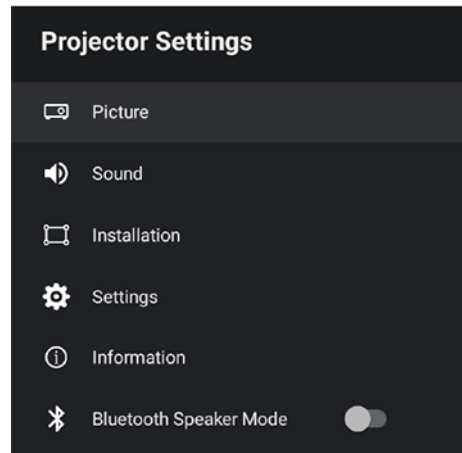 Projector Settings
Picture
Sound
Installation
Settings
Information
Bluetooth Speaker Mode